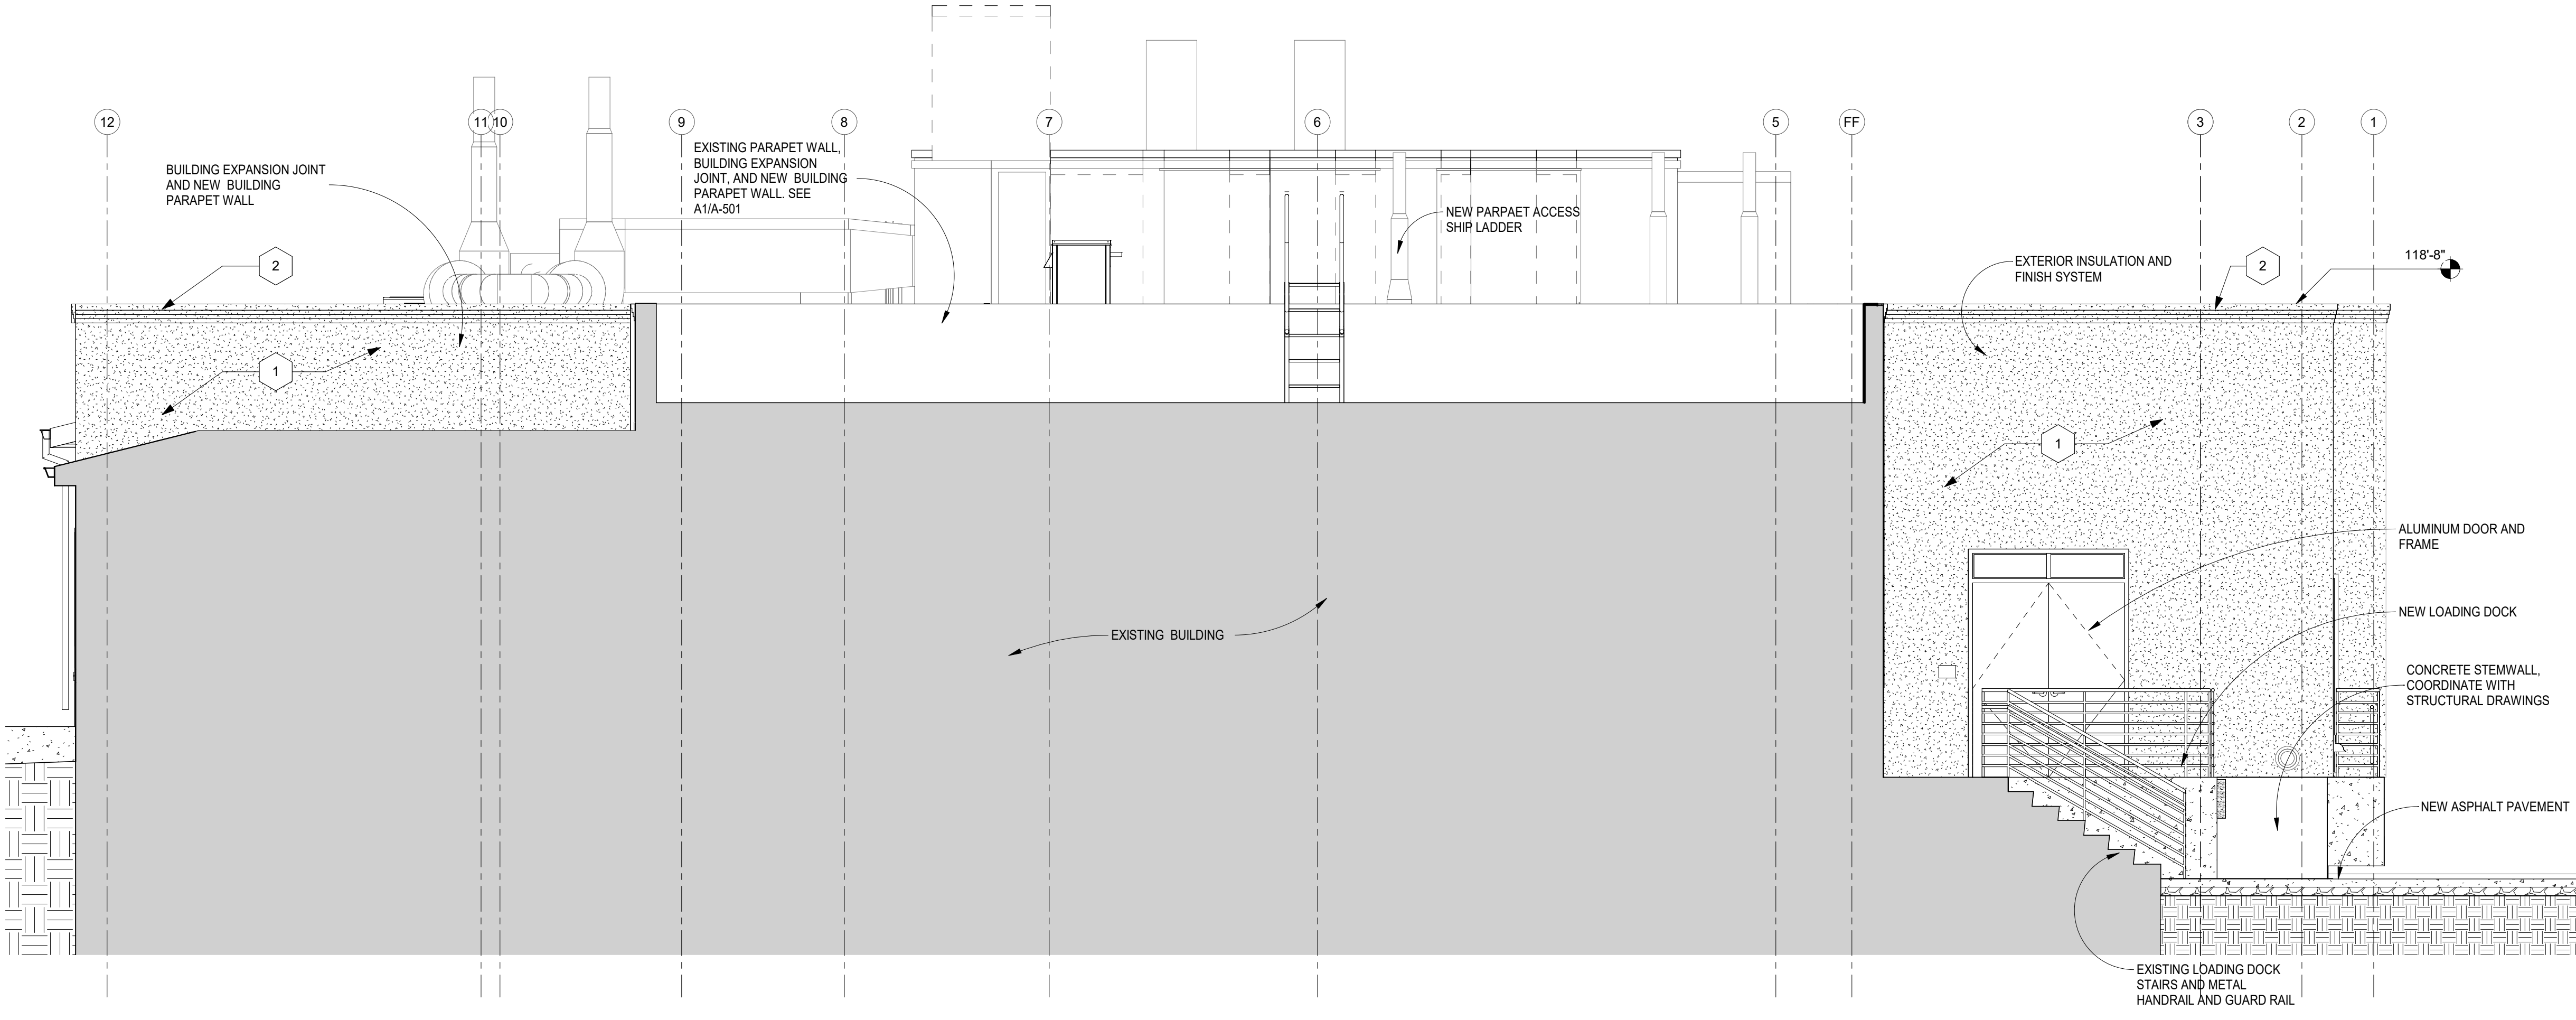 12
11
10
9
8
7
6
5
FF
3
2
1
BUILDING EXPANSION JOINT
AND NEW BUILDING
PARAPET WALL
EXISTING PARAPET WALL,
BUILDING EXPANSION
JOINT, AND NEW BUILDING
PARAPET WALL. SEE
A1/A-501
NEW PARPAET ACCESS
SHIP LADDER
2
EXTERIOR INSULATION AND
FINISH SYSTEM
2
118'-8"
1
1
ALUMINUM DOOR AND
FRAME
NEW LOADING DOCK
EXISTING BUILDING
CONCRETE STEMWALL,
COORDINATE WITH
STRUCTURAL DRAWINGS
NEW ASPHALT PAVEMENT
EXISTING LOADING DOCK
STAIRS AND METAL
HANDRAIL AND GUARD RAIL